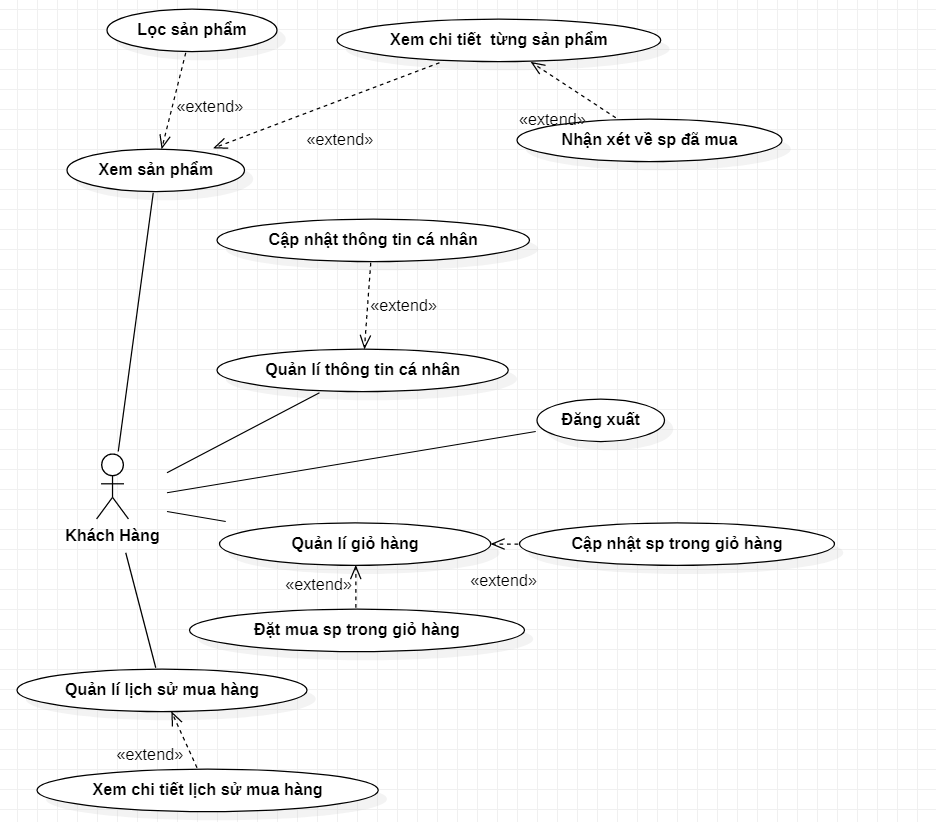 Lọc sản phẩm
Xem chi tiết từng sản phẩm
«extend»
«extend»
«extend»
Nhận xét về sp đã mua
Xem sản phẩm
Cập nhật thông tin cá nhân
«extend»
Quản lí thông tin cá nhân
Đăng xuất
Khách Hàng
Quản lí giỏ hàng
Cập nhật sp trong giỏ hàng
«extend»
«extend»
Đặt mua sp trong giỏ hàng
Quản lí lịch sử mua hàng
«extend»
Xem chi tiết lịch sử mua hàng